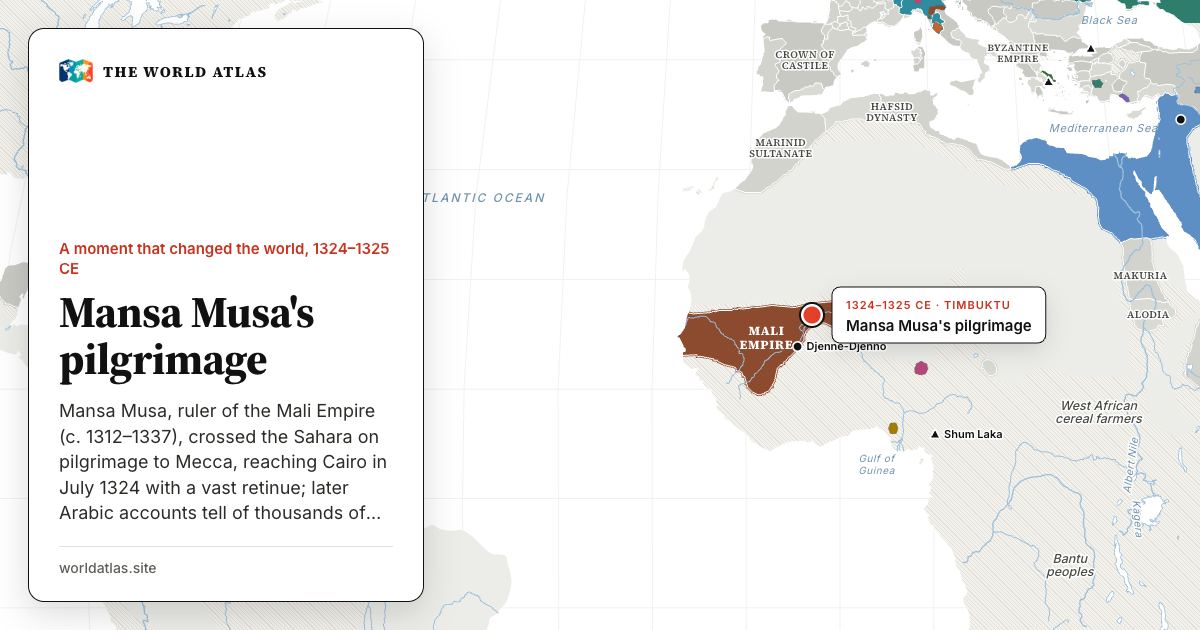 THE WORLD ATLAS
A moment that changed the world, 1324–1325
CE
Mansa Musa's
pilgrimage
Mansa Musa, ruler of the Mali Empire
(c. 1312–1337), crossed the Sahara on
pilgrimage to Mecca, reaching Cairo in
July 1324 with a vast retinue; later
Arabic accounts tell of thousands of…
worldatlas.site
Black Sea
CROWN OF
CASTILE
BYZANTINE
EMPIRE
HAFSID
DYNASTY
Mediterranean Sea
MARINID
SULTANATE
TLANTIC OCEAN
MAKURIA
ALODIA
1324–1325 CE · TIMBUKTU
Mansa Musa's pilgrimage
MALI
EMPIRE
Djenné-Djenno
West African
cereal farmers
Shum Laka
Gulf of
Guinea
Albert Nile
Kagera
Bantu
peoples